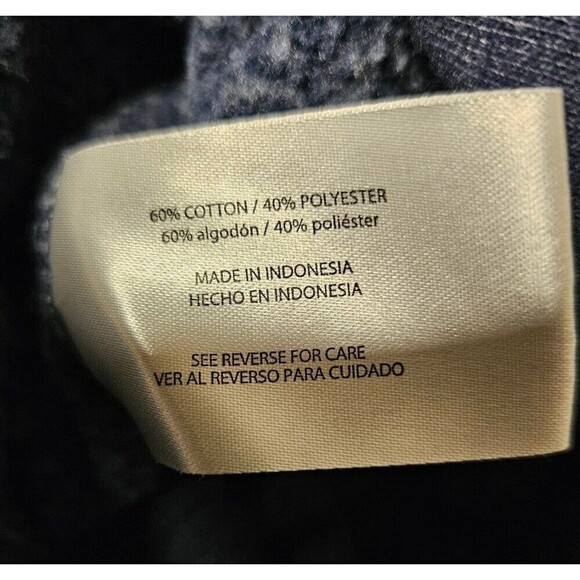 60% COTTON / 40% POLYESTER
60% algodón / 40% poliéster
MADE IN INDONESIA
HECHO EN INDONESIA
SEE REVERSE FOR CARE
VER AL REVERSO PARA CUIDADO